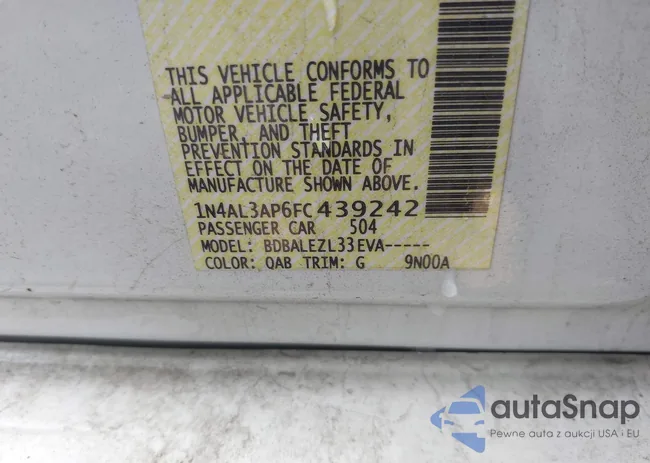 THIS VEHICLE CONFORMS TO
ALL APPLICABLE FEDERAL
MOTOR VEHICLE SAFETY,
BUMPER, AND THEFT
PREVENTION STANDARDS IN
EFFECT ON THE DATE OF
MANUFACTURE SHOWN ABOVE.
1N4AL3AP6FC439242
PASSENGER CAR 504
MODEL: BDBALEZL33EVA-----
COLOR: QAB TRIM: G 9N00A
autaSnap
Pewne auta z aukcji USA i EU